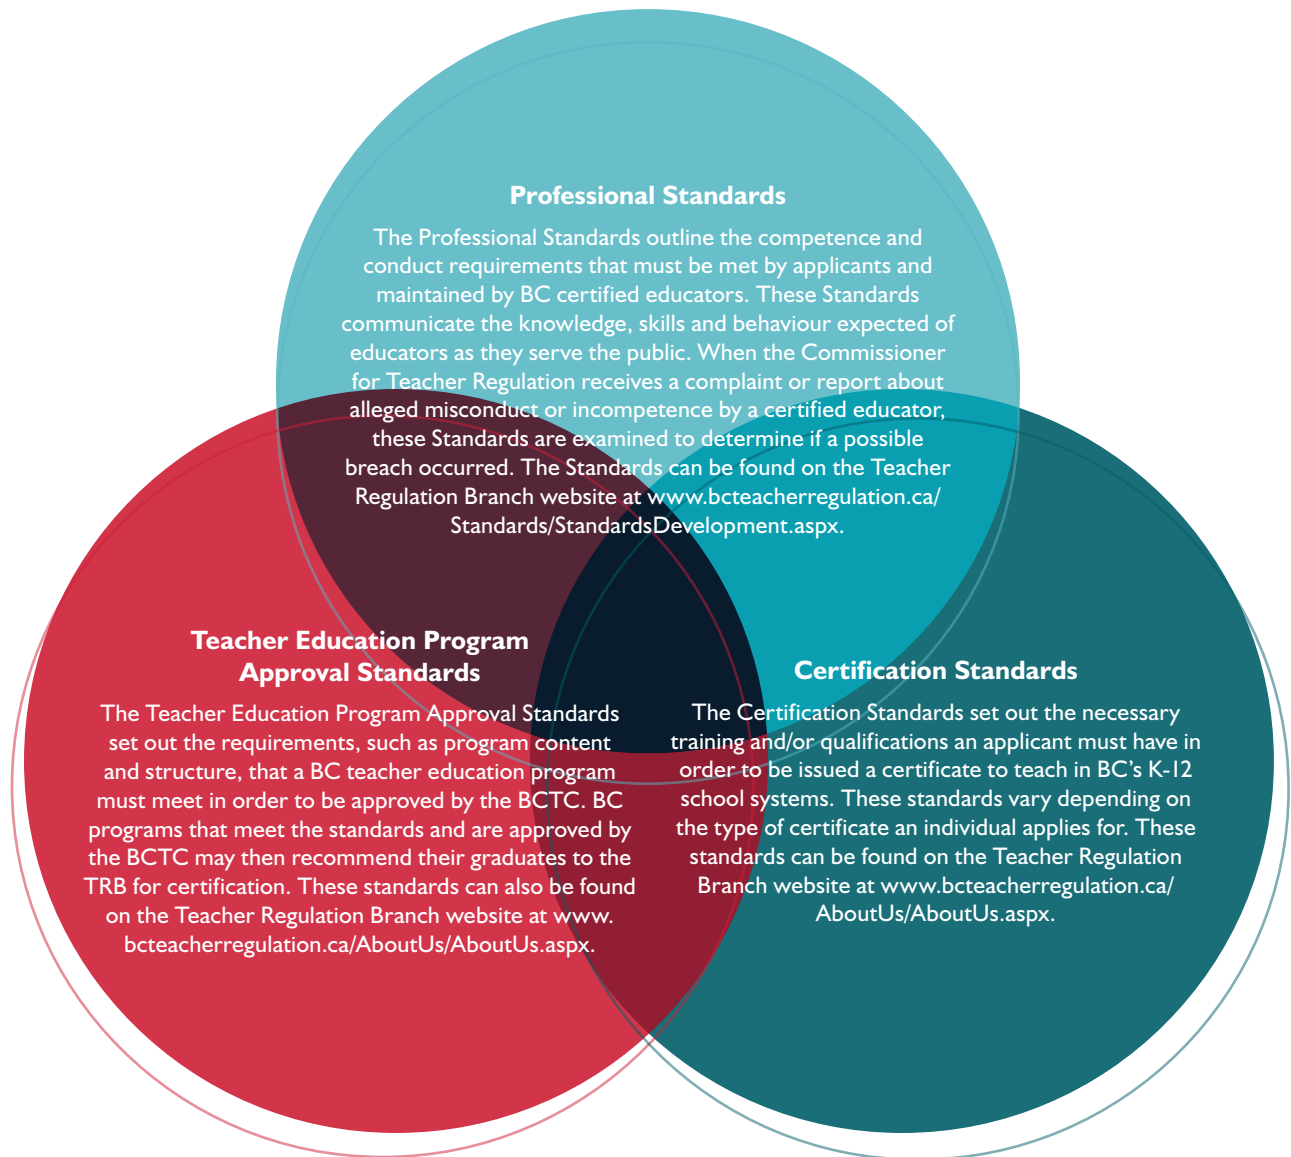 Professional Standards
The Professional Standards outline the competence and
conduct requirements that must be met by applicants and
maintained by BC certified educators. These Standards
communicate the knowledge, skills and behaviour expected of
educators as they serve the public. When the Commissioner
for Teacher Regulation receives a complaint or report about
alleged misconduct or incompetence by a certified educator,
these Standards are examined to determine if a possible
breach occurred. The Standards can be found on the Teacher
Regulation Branch website at www.bcteacherregulation.ca/
Standards/StandardsDevelopment.aspx.
Teacher Education Program
Approval Standards
The Teacher Education Program Approval Standards
set out the requirements, such as program content
and structure, that a BC teacher education program
must meet in order to be approved by the BCTC. BC
programs that meet the standards and are approved by
the BCTC may then recommend their graduates to the
TRB for certification. These standards can also be found
on the Teacher Regulation Branch website at www.
bcteacherregulation.ca/AboutUs/AboutUs.aspx.
Certification Standards
The Certification Standards set out the necessary
training and/or qualifications an applicant must have in
order to be issued a certificate to teach in BC’s K-12
school systems. These standards vary depending on
the type of certificate an individual applies for. These
standards can be found on the Teacher Regulation
Branch website at www.bcteacherregulation.ca/
AboutUs/AboutUs.aspx.